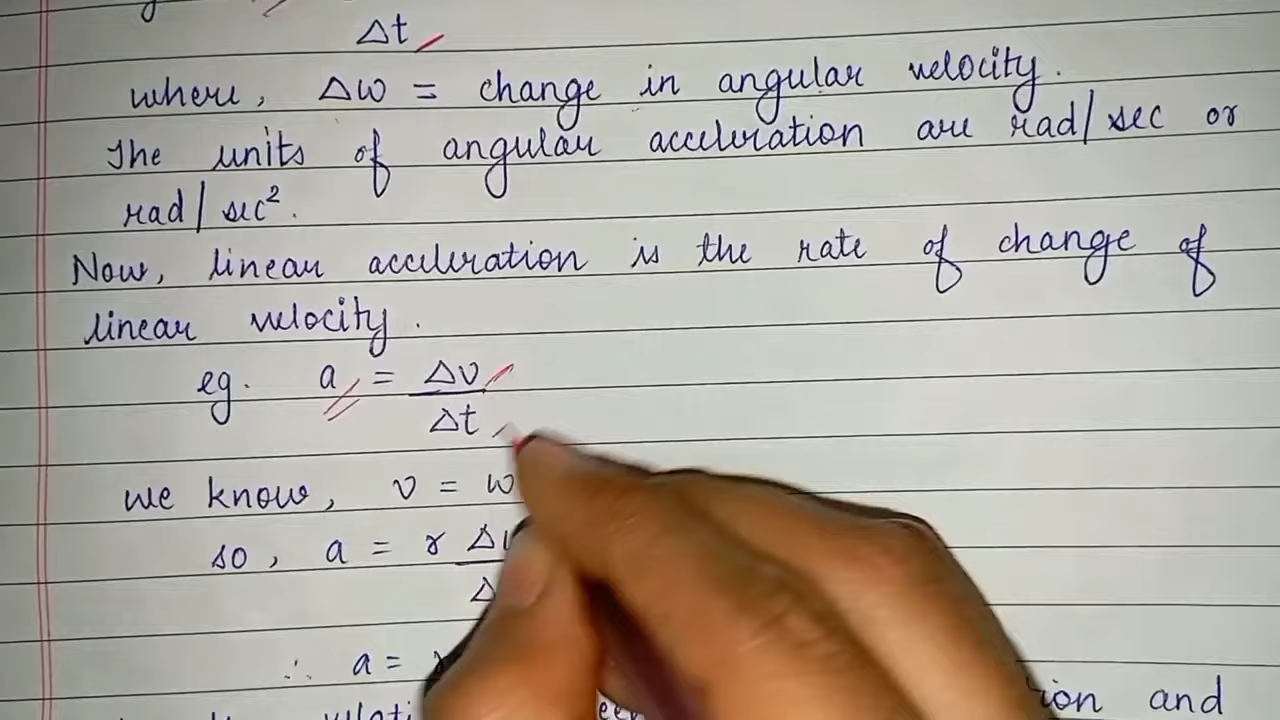 Δt
where, Δω = change in angular velocity.
The units of angular acceleration are rad/sec or
rad/sec².
Now, linear acceleration is the rate of change of
linear velocity.
eg. a = Δv
Δt
we know, v = ω
so, a = r Δ
Δ
∴ a =
and